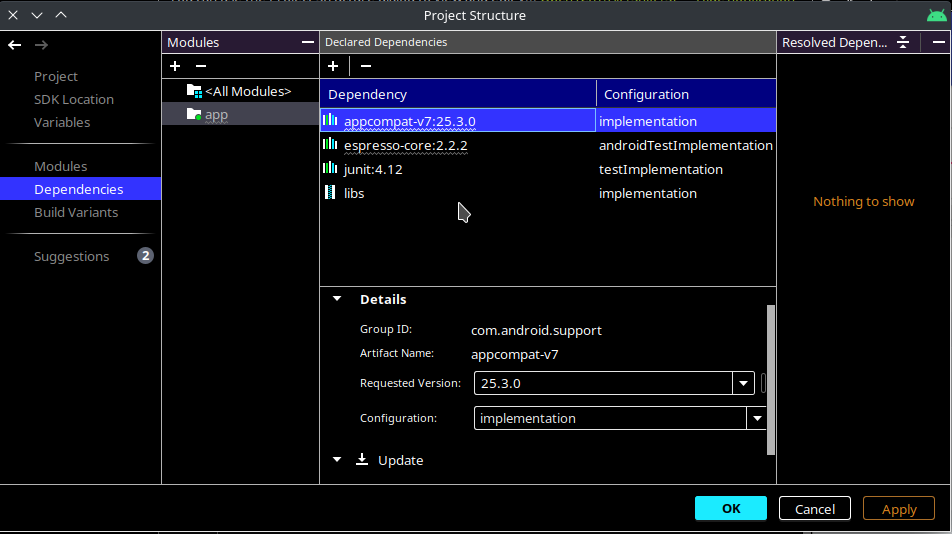 Project Structure
Project
SDK Location
Variables
Modules
Dependencies
Build Variants
Suggestions 2
Modules
<All Modules>
app
Declared Dependencies
Dependency Configuration
appcompat-v7:25.3.0 implementation
espresso-core:2.2.2 androidTestImplementation
junit:4.12 testImplementation
libs implementation
Details
Group ID: com.android.support
Artifact Name: appcompat-v7
Requested Version: 25.3.0
Configuration: implementation
Update
Resolved Depen...
Nothing to show
OK Cancel Apply